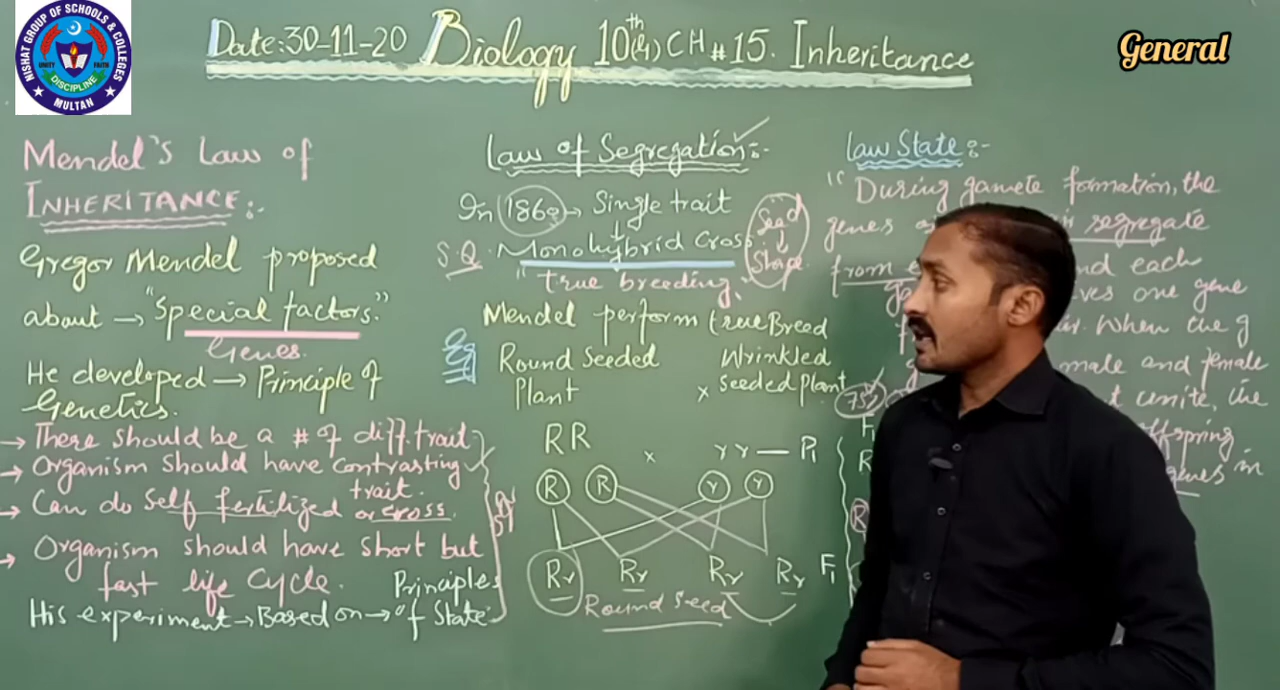 NISHAT GROUP OF SCHOOLS & COLLEGES
UNITY FAITH
DISCIPLINE
MULTAN
General
Date: 30-11-20 Biology 10th CH # 15. Inheritance
Mendel's Law of
INHERITANCE:-
Gregor Mendel proposed
about → "Special factors."
Genes.
He developed → Principle of
Genetics.
→ There should be a # of diff. trait
→ Organism should have contrasting
trait.
→ Can do self fertilized or cross.
→ Organism should have short but
fast life cycle.
Principles
His experiment → Based on → of State
Law of Segregation:-
In → Single trait
S.Q. Monohybrid Cross
"true breeding"
Seed
↓
Shape
Mendel perform true Breed
Eg Round Seeded Wrinkled
Plant × Seeded Plant
RR × rr — P1
R R r r
Rr Rr Rr Rr F1
Round Seed
Law State:-
"During gamete formation, the
genes segregate
from each
one gene
When the g
male and female
75% unite, the
offspring
genes in